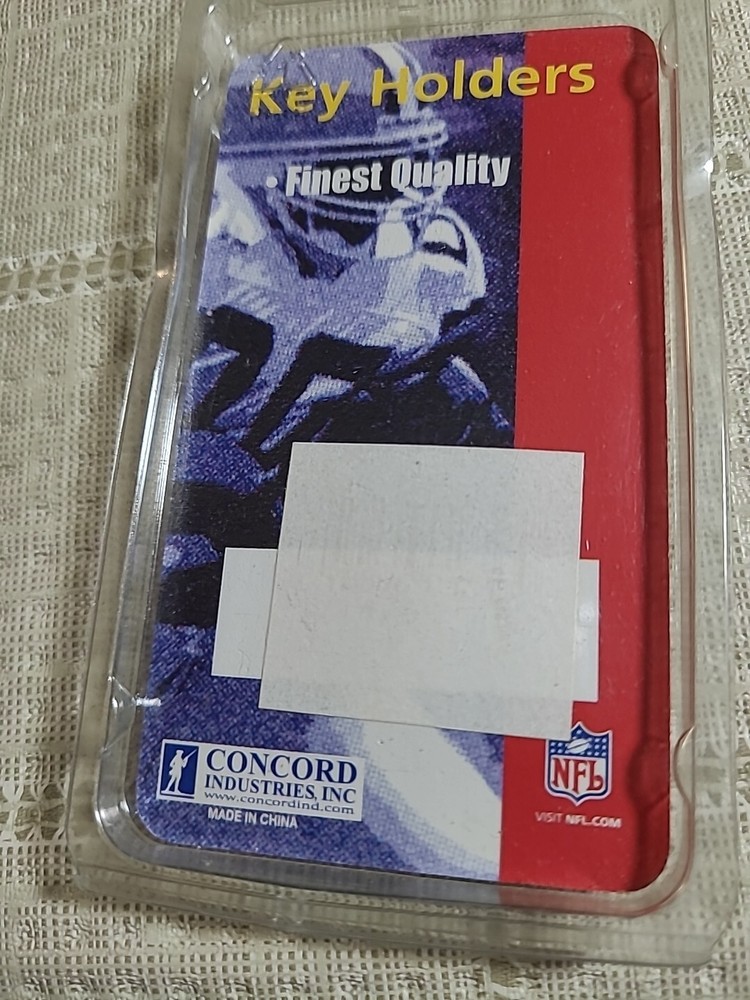 Key Holders
• Finest Quality
CONCORD
INDUSTRIES, INC
www.concordind.com
MADE IN CHINA
NFL
VISIT NFL.COM